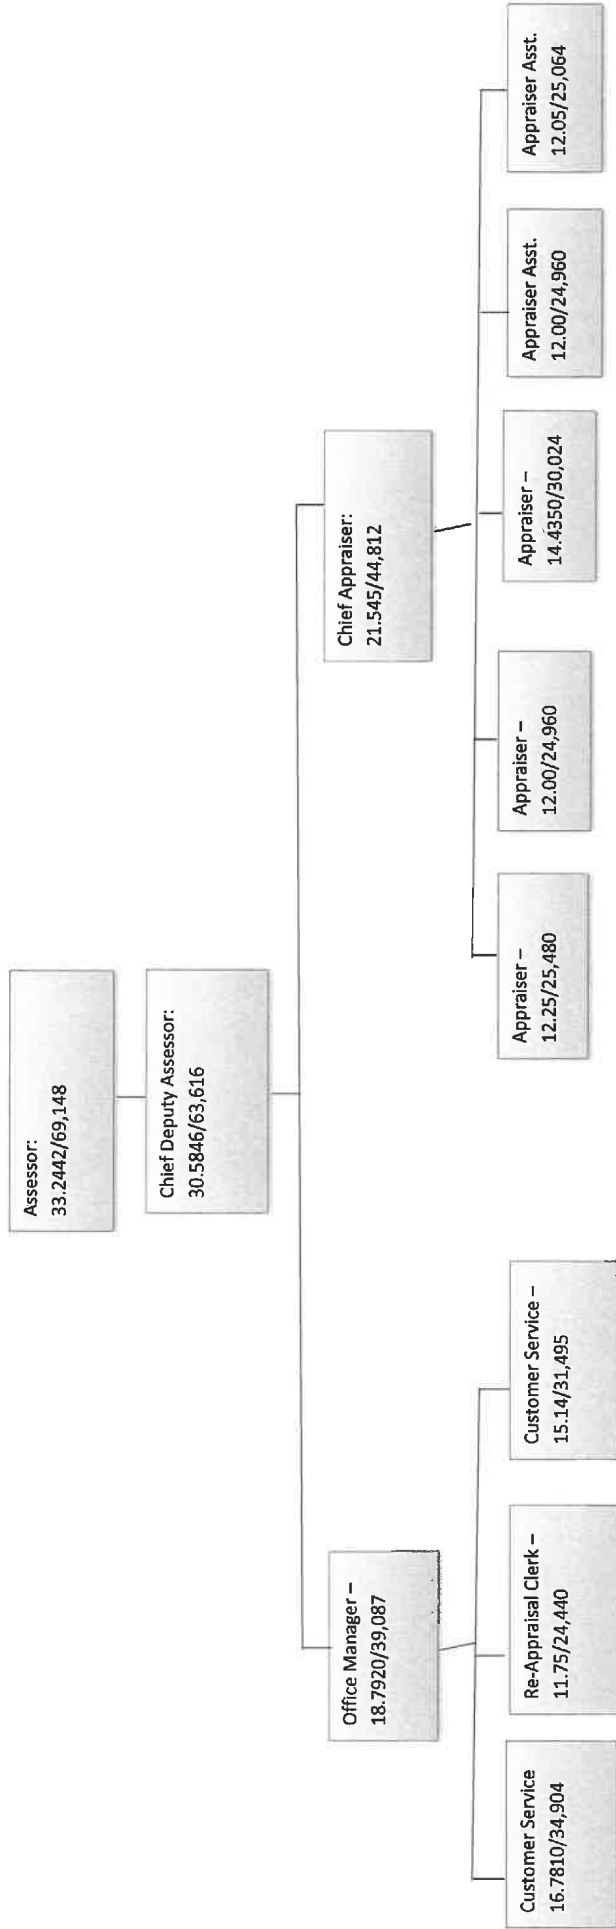 Assessor:
33.2442/69,148
Chief Deputy Assessor:
30.5846/63,616
Office Manager –
18.7920/39,087
Chief Appraiser:
21.545/44,812
Customer Service
16.7810/34,904
Re-Appraisal Clerk –
11.75/24,440
Customer Service –
15.14/31,495
Appraiser –
12.25/25,480
Appraiser –
12.00/24,960
Appraiser –
14.4350/30,024
Appraiser Asst.
12.00/24,960
Appraiser Asst.
12.05/25,064